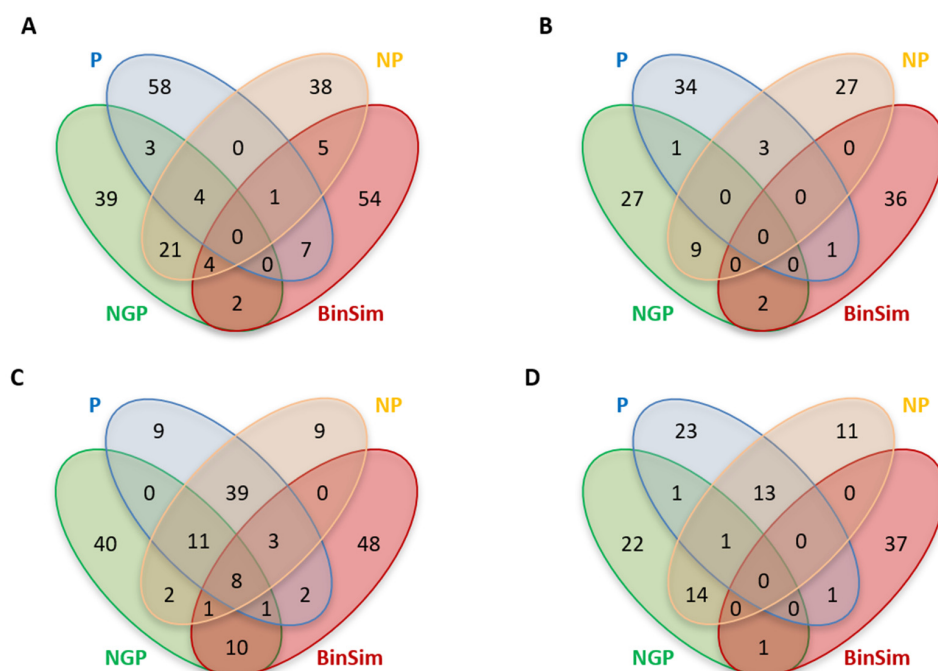 A B
P NP P NP
58 38 34 27
3 0 5 1 3 0
39 4 1 54 27 0 0 36
0 0
21 4 0 7 9 0 0 1
2 2
NGP BinSim NGP BinSim
C D
P NP P NP
9 9 23 11
0 39 0 1 13 0
40 11 3 48 22 1 0 37
8 0
2 1 1 2 14 0 0 1
10 1
NGP BinSim NGP BinSim